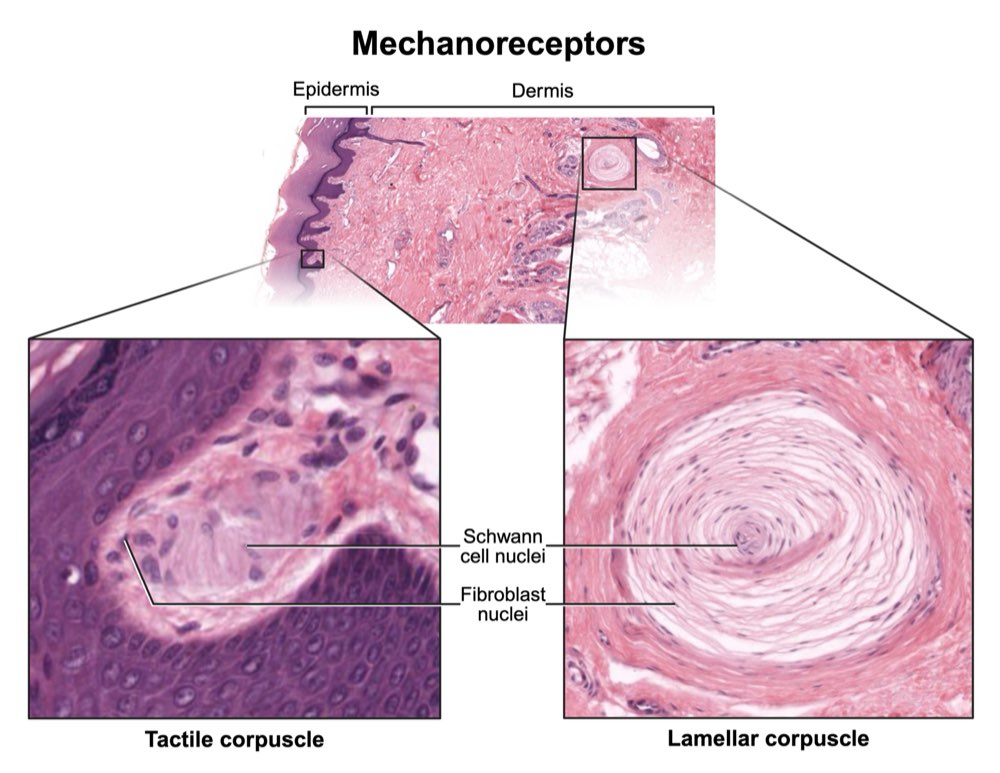 Mechanoreceptors
Epidermis
Dermis
Schwann
cell nuclei
Fibroblast
nuclei
Tactile corpuscle
Lamellar corpuscle